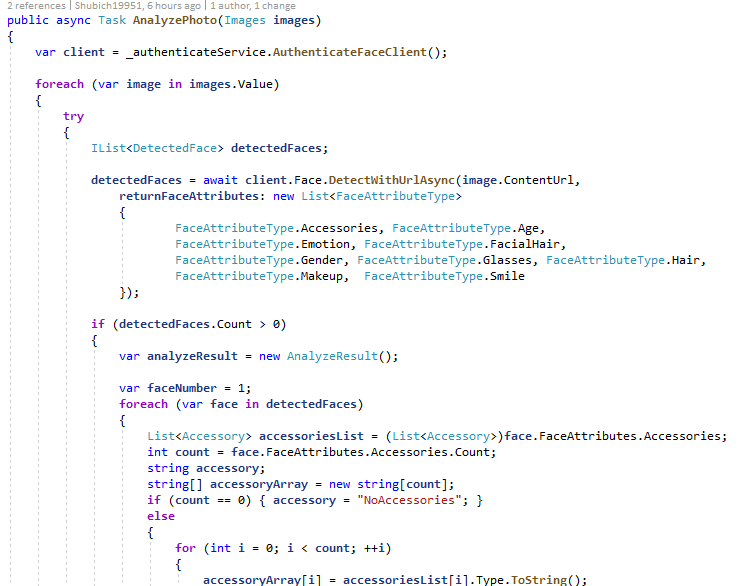 2 references | Shubich19951, 6 hours ago | 1 author, 1 change
public async Task AnalyzePhoto(Images images)
{
var client = _authenticateService.AuthenticateFaceClient();
foreach (var image in images.Value)
{
try
{
IList<DetectedFace> detectedFaces;
detectedFaces = await client.Face.DetectWithUrlAsync(image.ContentUrl,
returnFaceAttributes: new List<FaceAttributeType>
{
FaceAttributeType.Accessories, FaceAttributeType.Age,
FaceAttributeType.Emotion, FaceAttributeType.FacialHair,
FaceAttributeType.Gender, FaceAttributeType.Glasses, FaceAttributeType.Hair,
FaceAttributeType.Makeup,  FaceAttributeType.Smile
});
if (detectedFaces.Count > 0)
{
var analyzeResult = new AnalyzeResult();
var faceNumber = 1;
foreach (var face in detectedFaces)
{
List<Accessory> accessoriesList = (List<Accessory>)face.FaceAttributes.Accessories;
int count = face.FaceAttributes.Accessories.Count;
string accessory;
string[] accessoryArray = new string[count];
if (count == 0) { accessory = "NoAccessories"; }
else
{
for (int i = 0; i < count; ++i)
{
accessoryArray[i] = accessoriesList[i].Type.ToString();